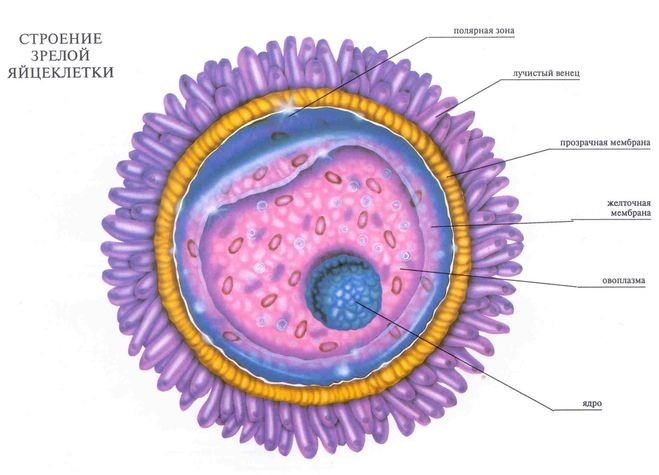 СТРОЕНИЕ
ЗРЕЛОЙ
ЯЙЦЕКЛЕТКИ
полярная зона
лучистый венец
прозрачная мембрана
желточная
мембрана
овоплазма
ядро